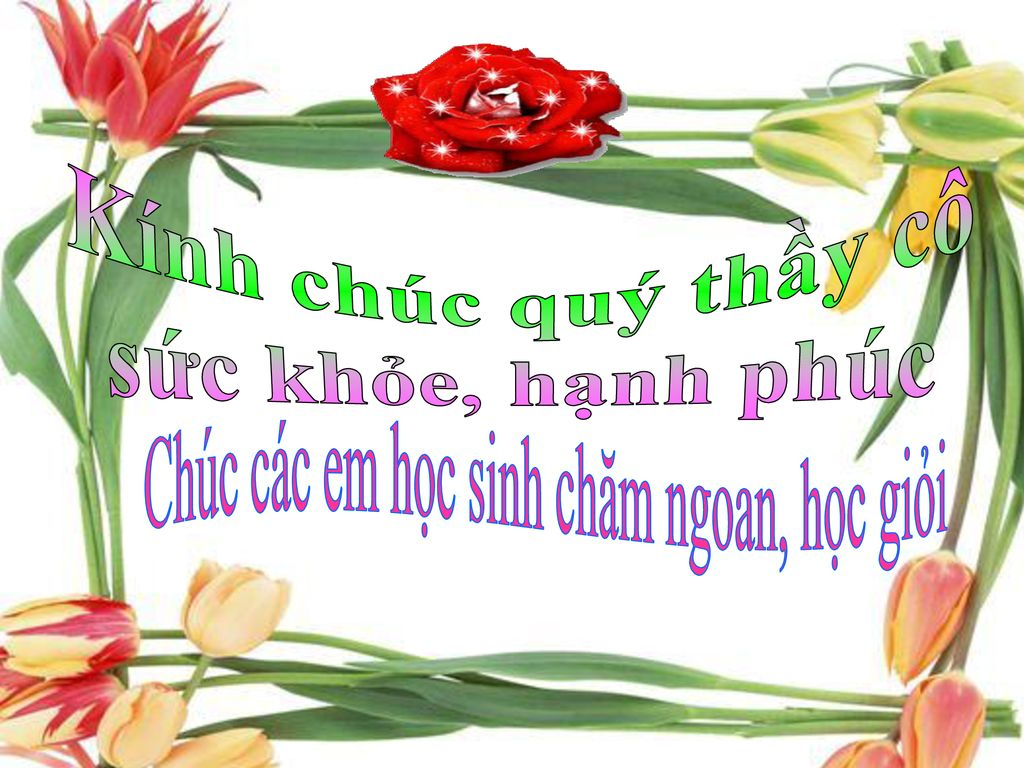 Kính chúc quý thầy cô
sức khỏe, hạnh phúc
Chúc các em học sinh chăm ngoan, học giỏi